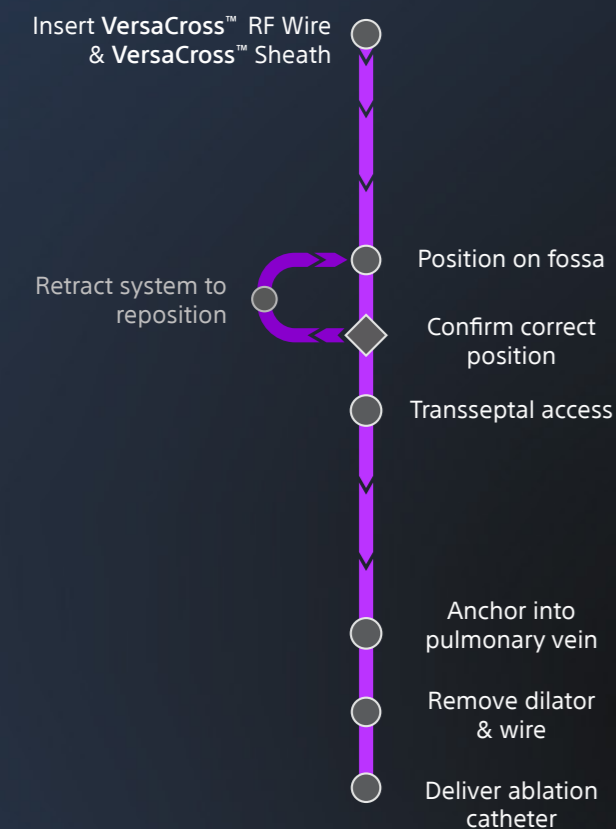 Insert VersaCross™ RF Wire
& VersaCross™ Sheath
Position on fossa
Retract system to
reposition
Confirm correct
position
Transseptal access
Anchor into
pulmonary vein
Remove dilator
& wire
Deliver ablation
catheter